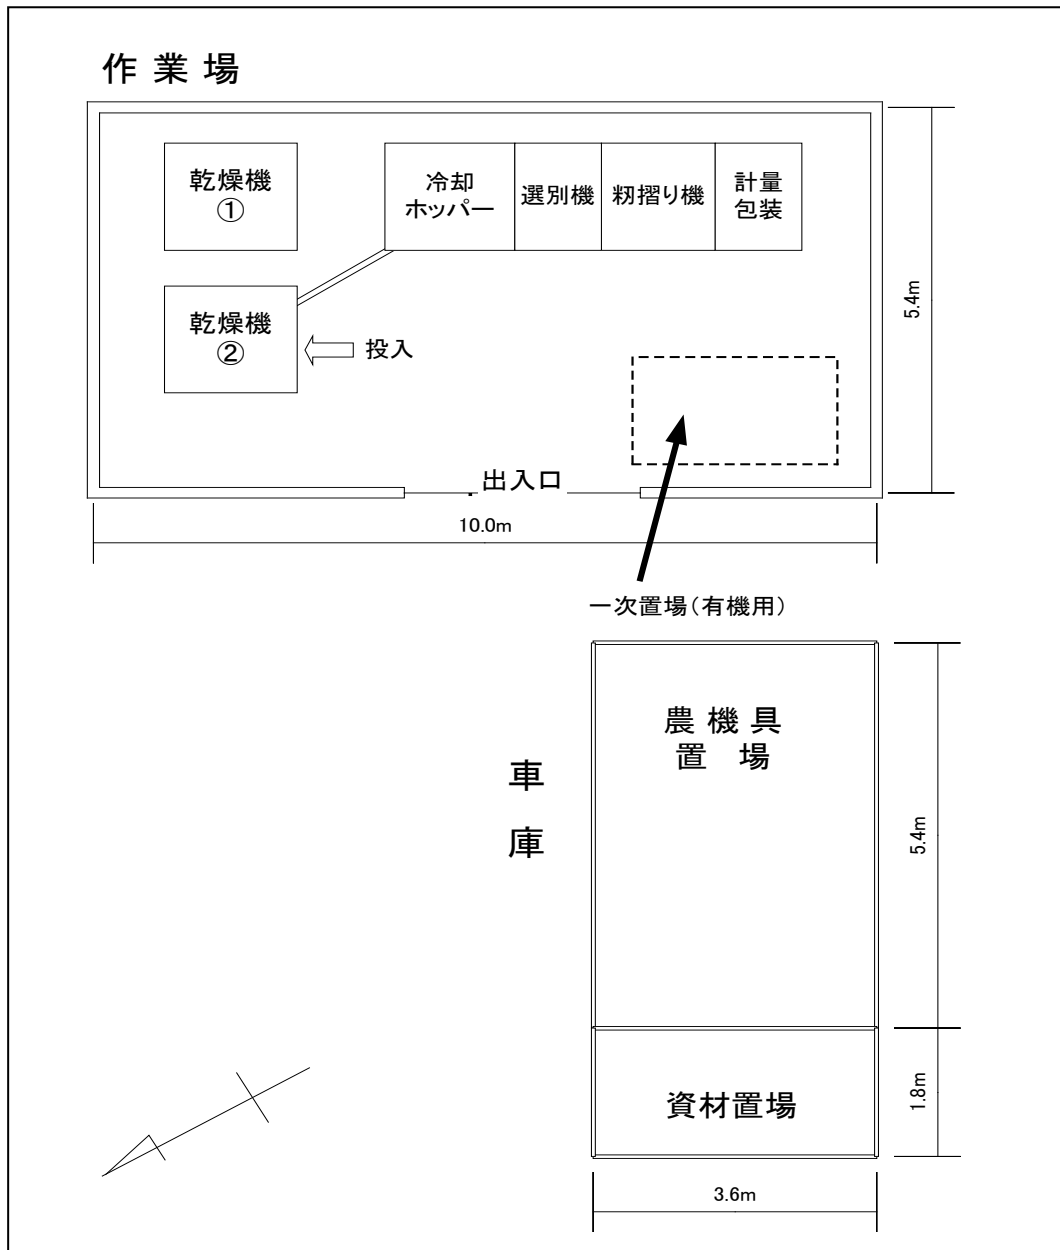 作業場
乾燥機
①
冷却
ホッパー
選別機
籾摺り機
計量
包装
5.4m
乾燥機
②
投入
出入口
10.0m
一次置場(有機用)
農機具
置場
車
庫
5.4m
資材置場
1.8m
3.6m